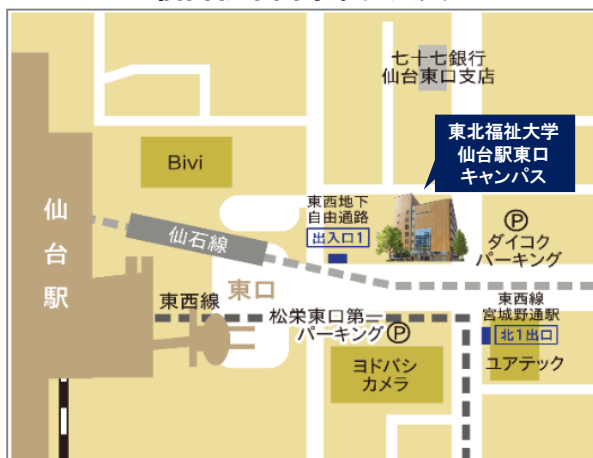 七十七銀行
仙台東口支店
東北福祉大学
仙台駅東口
キャンパス
Bivi
仙台駅
仙石線
東西地下
自由通路
出入口1
P
ダイコク
パーキング
東口
東西線
松栄東口第一
パーキング P
東西線
宮城野通駅
北1出口
ヨドバシ
カメラ
ユアテック